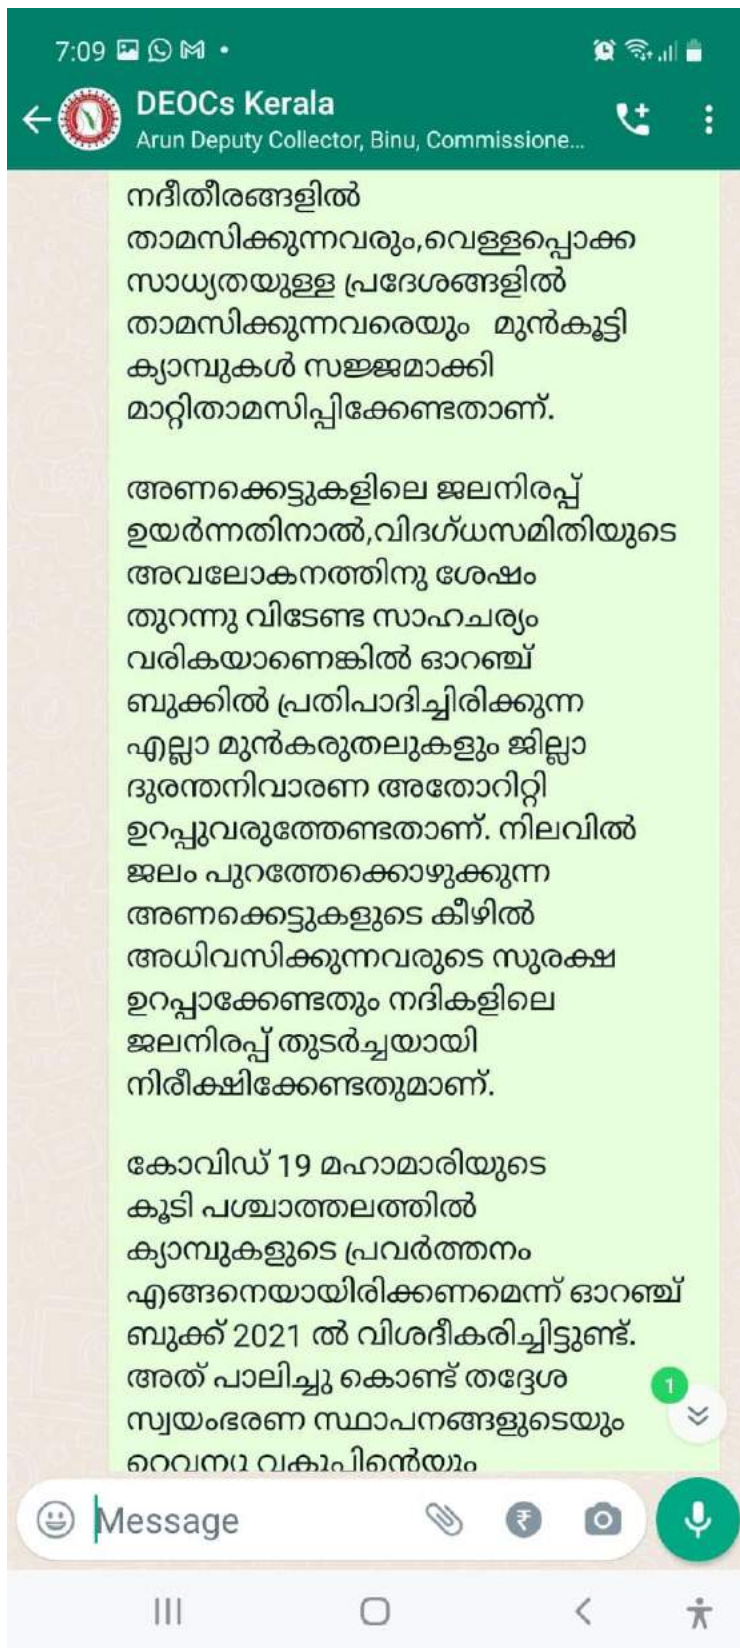 7:09
DEOCs Kerala
Arun Deputy Collector, Binu, Commissione...
നദീതീരങ്ങളിൽ
താമസിക്കുന്നവരും,വെള്ളപ്പൊക്ക
സാധ്യതയുള്ള പ്രദേശങ്ങളിൽ
താമസിക്കുന്നവരെയും മുൻകൂട്ടി
ക്യാമ്പുകൾ സജ്ജമാക്കി
മാറ്റിതാമസിപ്പിക്കേണ്ടതാണ്.
അണക്കെട്ടുകളിലെ ജലനിരപ്പ്
ഉയർന്നതിനാൽ,വിദഗ്ധസമിതിയുടെ
അവലോകനത്തിനു ശേഷം
തുറന്നു വിടേണ്ട സാഹചര്യം
വരികയാണെങ്കിൽ ഓറഞ്ച്
ബുക്കിൽ പ്രതിപാദിച്ചിരിക്കുന്ന
എല്ലാ മുൻകരുതലുകളും ജില്ലാ
ദുരന്തനിവാരണ അതോറിറ്റി
ഉറപ്പുവരുത്തേണ്ടതാണ്. നിലവിൽ
ജലം പുറത്തേക്കൊഴുക്കുന്ന
അണക്കെട്ടുകളുടെ കീഴിൽ
അധിവസിക്കുന്നവരുടെ സുരക്ഷ
ഉറപ്പാക്കേണ്ടതും നദികളിലെ
ജലനിരപ്പ് തുടർച്ചയായി
നിരീക്ഷിക്കേണ്ടതുമാണ്.
കോവിഡ് 19 മഹാമാരിയുടെ
കൂടി പശ്ചാത്തലത്തിൽ
ക്യാമ്പുകളുടെ പ്രവർത്തനം
എങ്ങനെയായിരിക്കണമെന്ന് ഓറഞ്ച്
ബുക്ക് 2021 ൽ വിശദീകരിച്ചിട്ടുണ്ട്.
അത് പാലിച്ചു കൊണ്ട് തദ്ദേശ
1
സ്വയംഭരണ സ്ഥാപനങ്ങളുടെയും
റെവന്യു വകുപ്പിന്റെയും
Message